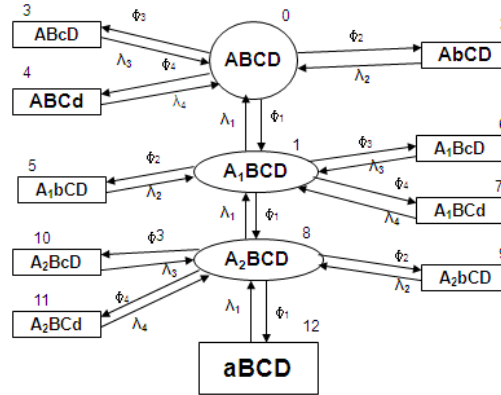 3
0
ABcD
Φ3
Φ2
λ3
Φ4
ABCD
AbCD
λ2
4
ABCd
λ4
λ1
Φ1
1
6
5
Φ2
Φ3
A1BcD
λ3
A1bCD
λ2
A1BCD
Φ4
7
λ4
A1BCd
λ1
Φ1
10
Φ3
8
A2BcD
λ3
A2BCD
Φ2
λ2
A2bCD
11
Φ4
A2BCd
λ4
λ1
Φ1
12
aBCD